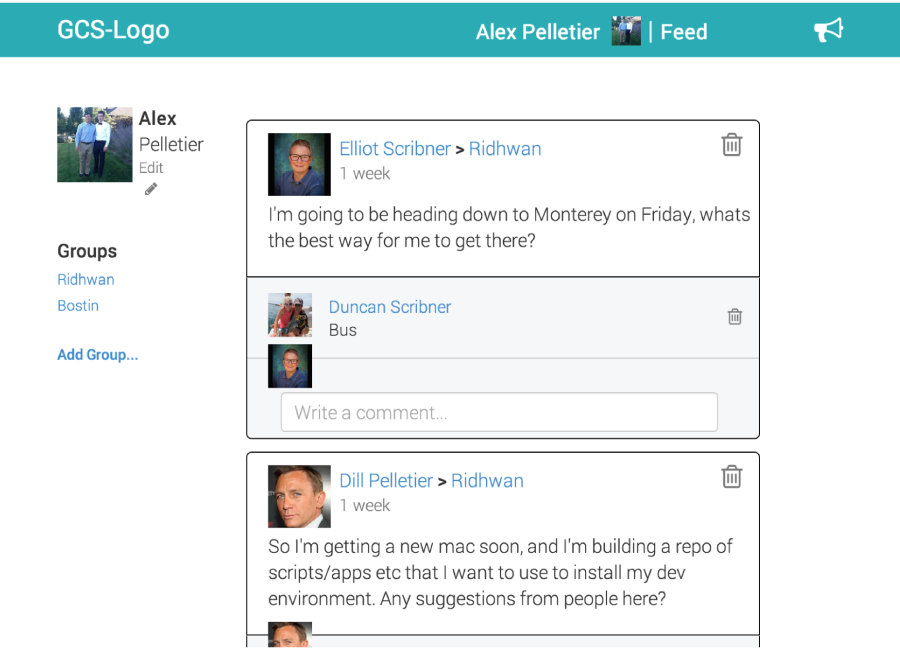 GCS-Logo
Alex Pelletier | Feed
Alex
Pelletier
Edit
Groups
Ridhwan
Bostin
Add Group...
Elliot Scribner > Ridhwan
1 week
I'm going to be heading down to Monterey on Friday, whats
the best way for me to get there?
Duncan Scribner
Bus
Write a comment...
Dill Pelletier > Ridhwan
1 week
So I'm getting a new mac soon, and I'm building a repo of
scripts/apps etc that I want to use to install my dev
environment. Any suggestions from people here?